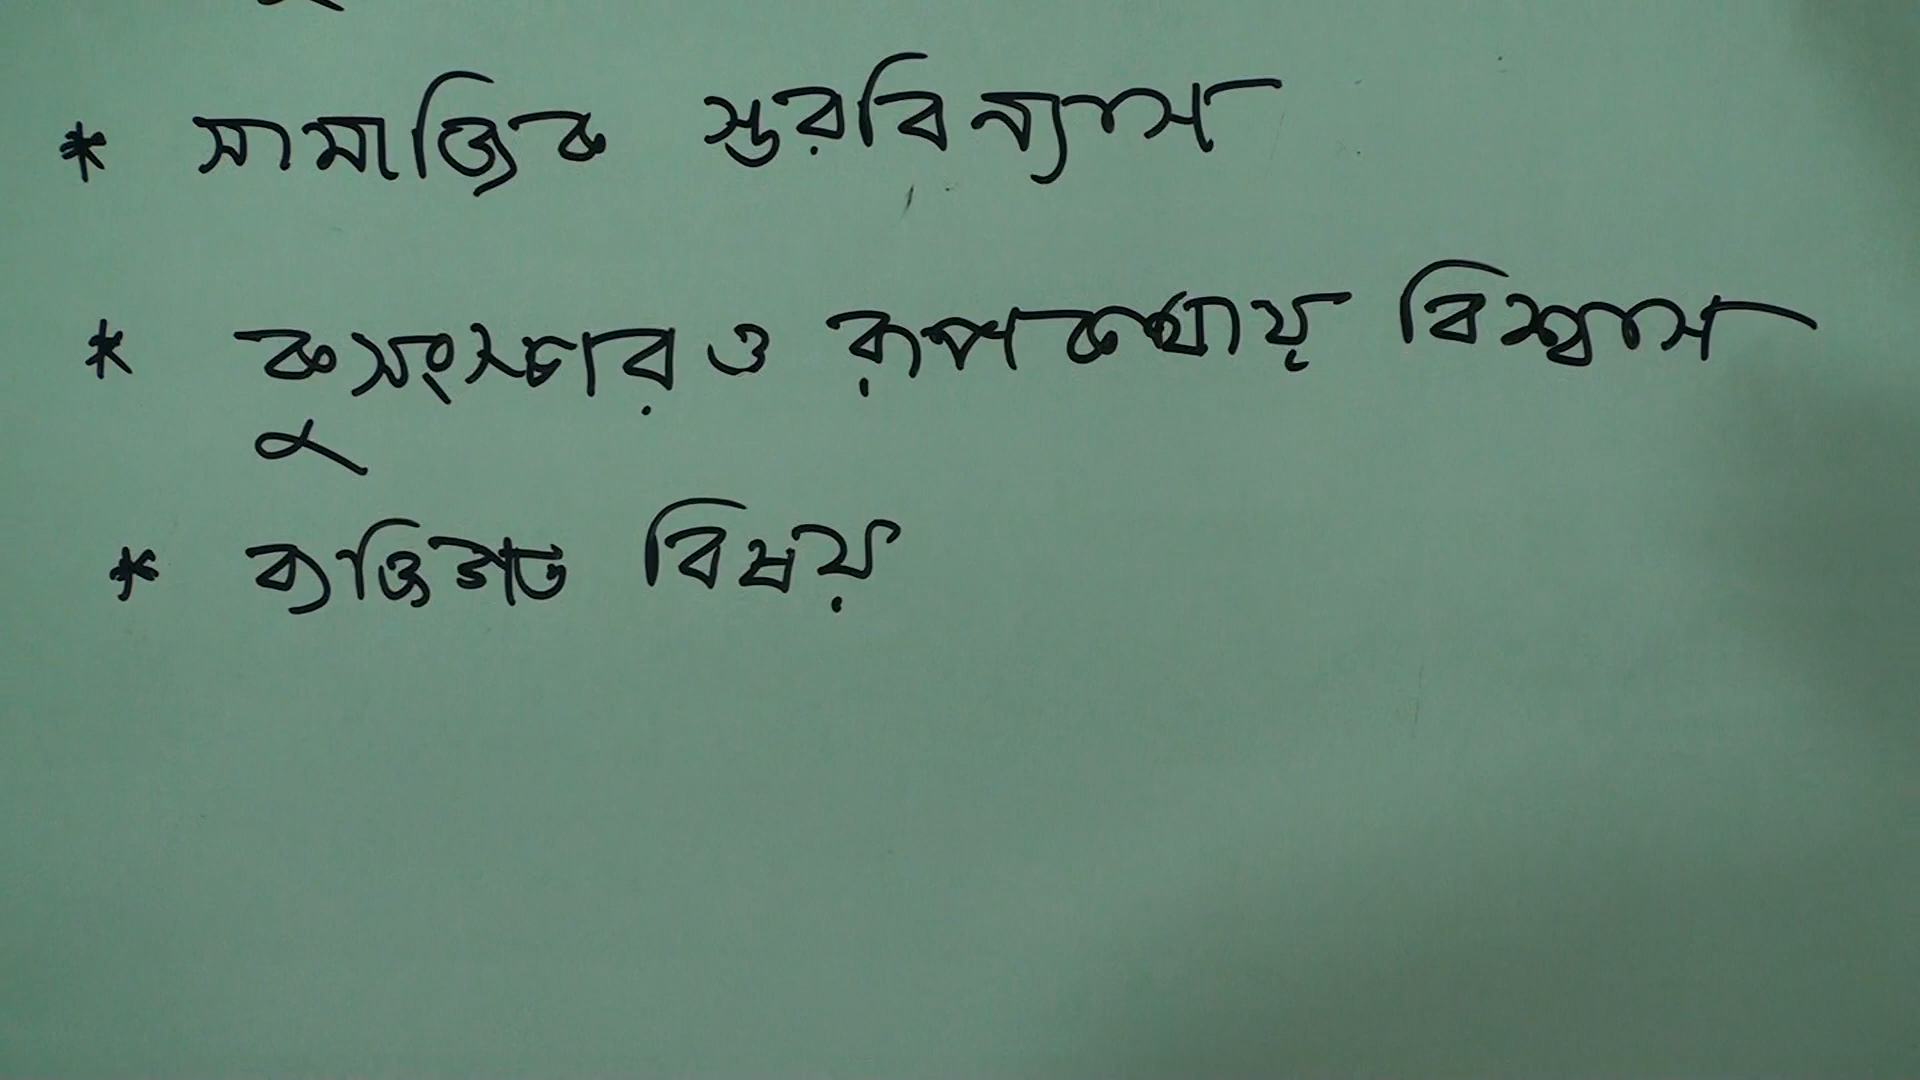 * সামাজিক স্তরবিন্যাস
* কুসংস্কার ও রূপকথায় বিশ্বাস
* ব্যক্তিগত বিষয়